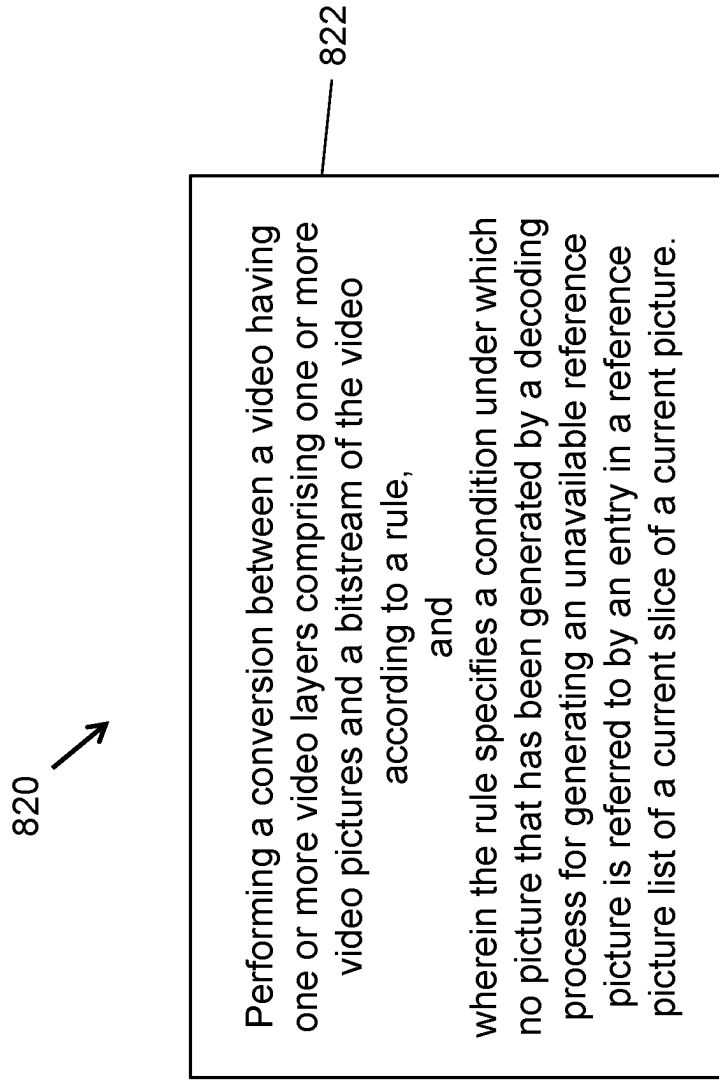 820
822
Performing a conversion between a video having
one or more video layers comprising one or more
video pictures and a bitstream of the video
according to a rule,
and
wherein the rule specifies a condition under which
no picture that has been generated by a decoding
process for generating an unavailable reference
picture is referred to by an entry in a reference
picture list of a current slice of a current picture.